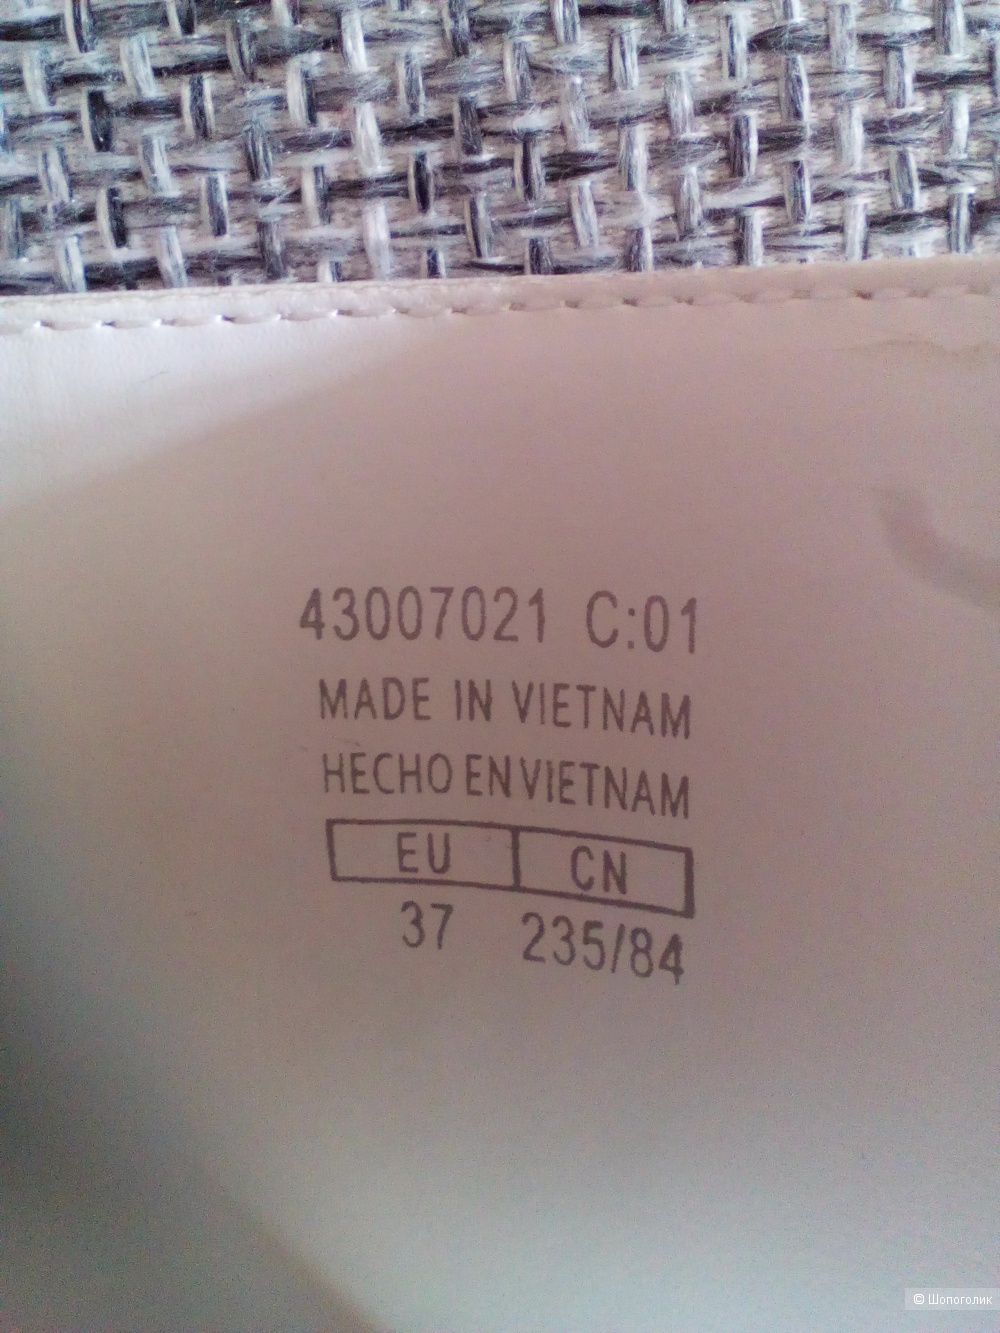 43007021 C:01
MADE IN VIETNAM
HECHO EN VIETNAM
EU CN
37 235/84
© Шопоголик